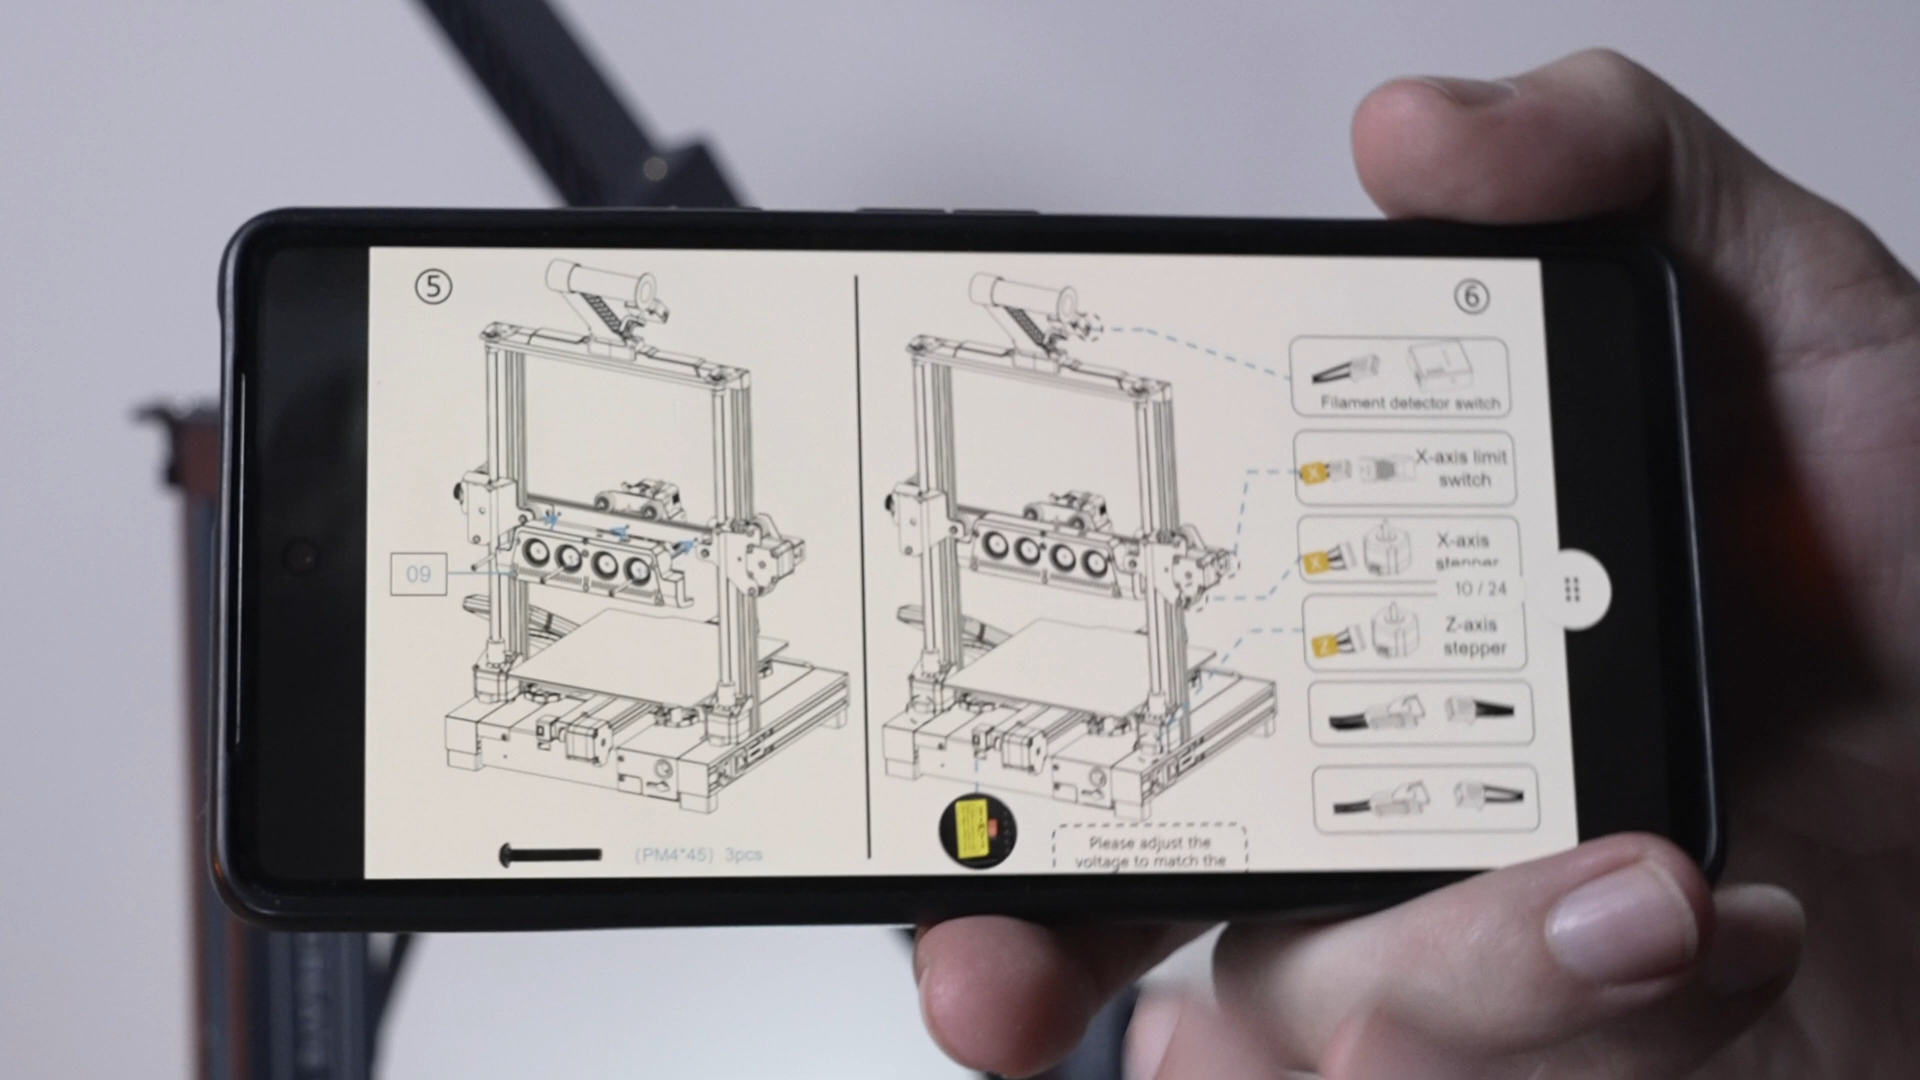 5
09
(PM4*45) 3pcs
6
Filament detector switch
X
X-axis limit
switch
X
X-axis
stepper
10 / 24
Z
Z-axis
stepper
Please adjust the
voltage to match the